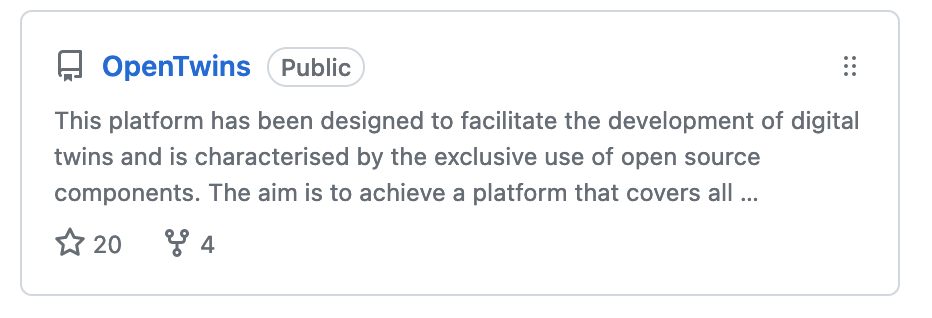 OpenTwins Public
This platform has been designed to facilitate the development of digital
twins and is characterised by the exclusive use of open source
components. The aim is to achieve a platform that covers all ...
20 4